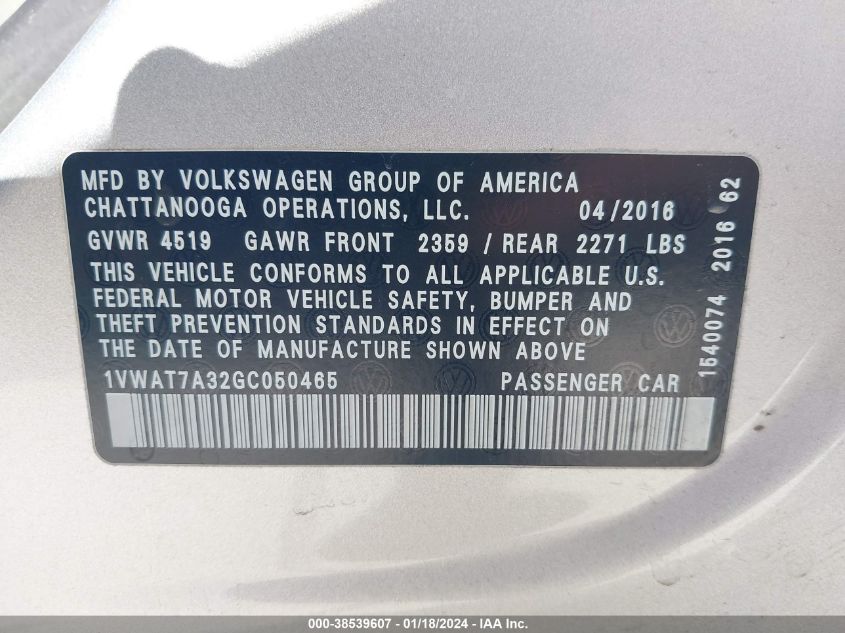 MFD BY VOLKSWAGEN GROUP OF AMERICA
CHATTANOOGA OPERATIONS, LLC. 04/2016
GVWR 4519 GAWR FRONT 2359 / REAR 2271 LBS
THIS VEHICLE CONFORMS TO ALL APPLICABLE U.S.
FEDERAL MOTOR VEHICLE SAFETY, BUMPER AND
THEFT PREVENTION STANDARDS IN EFFECT ON
THE DATE OF MANUFACTURE SHOWN ABOVE
1VWAT7A32GC050465 PASSENGER CAR
1540074 2016 62
000-38539607 - 01/18/2024 - IAA Inc.